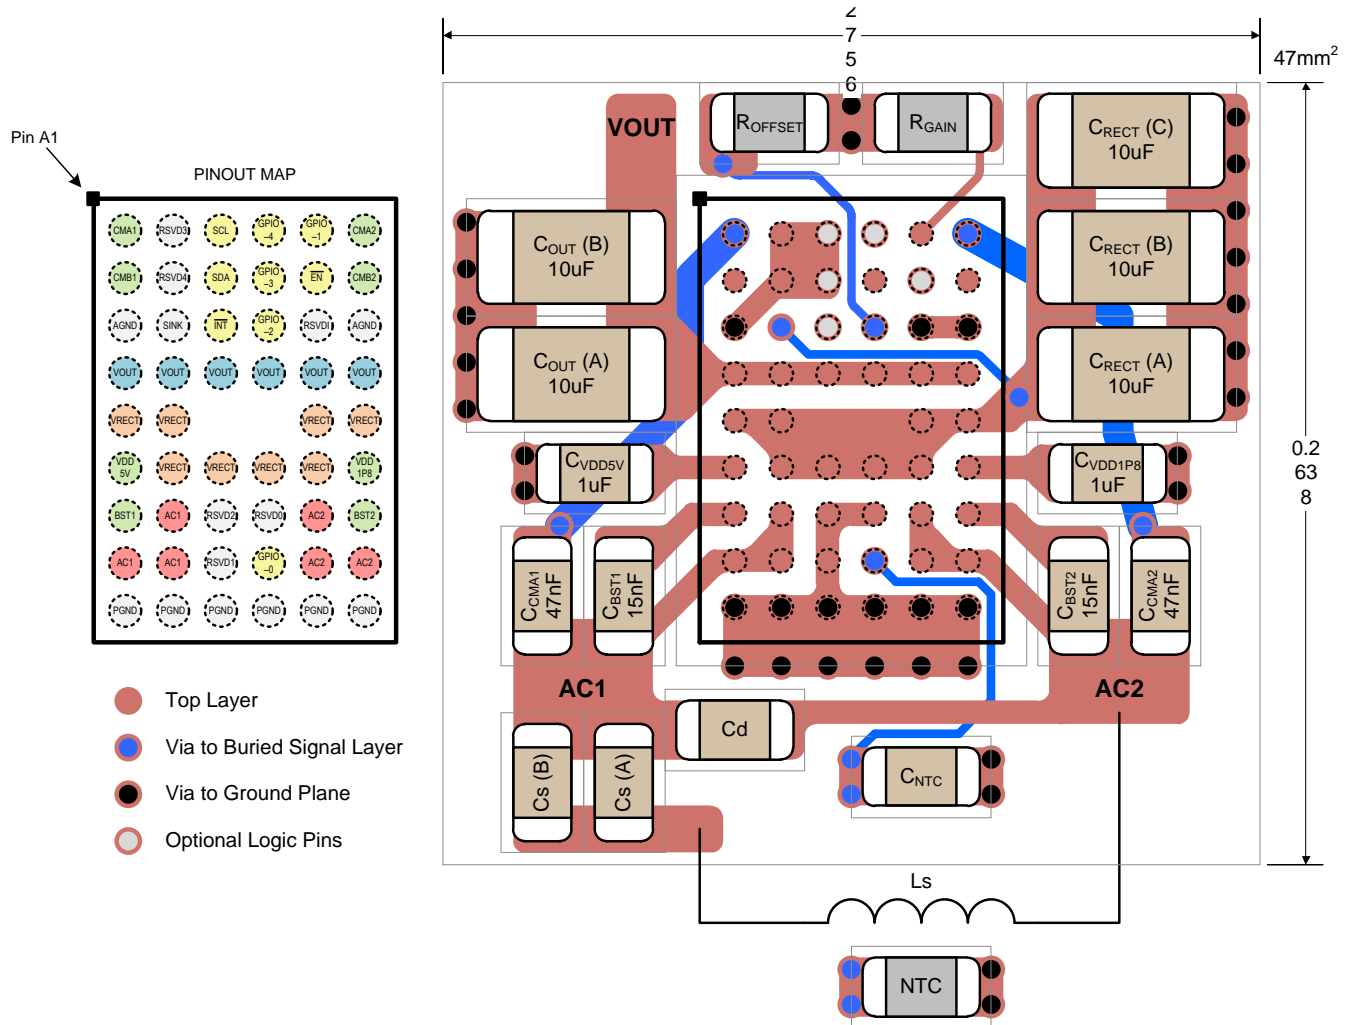 2
7
5
6
47mm2
Pin A1
PINOUT MAP
CMA1 RSVD3 SCL GPIO–4 GPIO–1 CMA2
CMB1 RSVD4 SDA GPIO–3 EN CMB2
AGND SINK INT GPIO–2 RSVDI AGND
VOUT VOUT VOUT VOUT VOUT VOUT
VRECT VRECT VRECT VRECT
VDD5V VRECT VRECT VRECT VRECT VDD1P8
BST1 AC1 RSVD2 RSVD0 AC2 BST2
AC1 AC1 RSVD1 GPIO–0 AC2 AC2
PGND PGND PGND PGND PGND PGND
Top Layer
Via to Buried Signal Layer
Via to Ground Plane
Optional Logic Pins
VOUT
ROFFSET
RGAIN
CRECT (C)
10uF
COUT (B)
10uF
CRECT (B)
10uF
COUT (A)
10uF
CRECT (A)
10uF
CVDD5V
1uF
CVDD1P8
1uF
0.2
63
8
CCMA1
47nF
CBST1
15nF
CBST2
15nF
CCMA2
47nF
AC1
AC2
Cd
Cs (B)
Cs (A)
CNTC
Ls
NTC